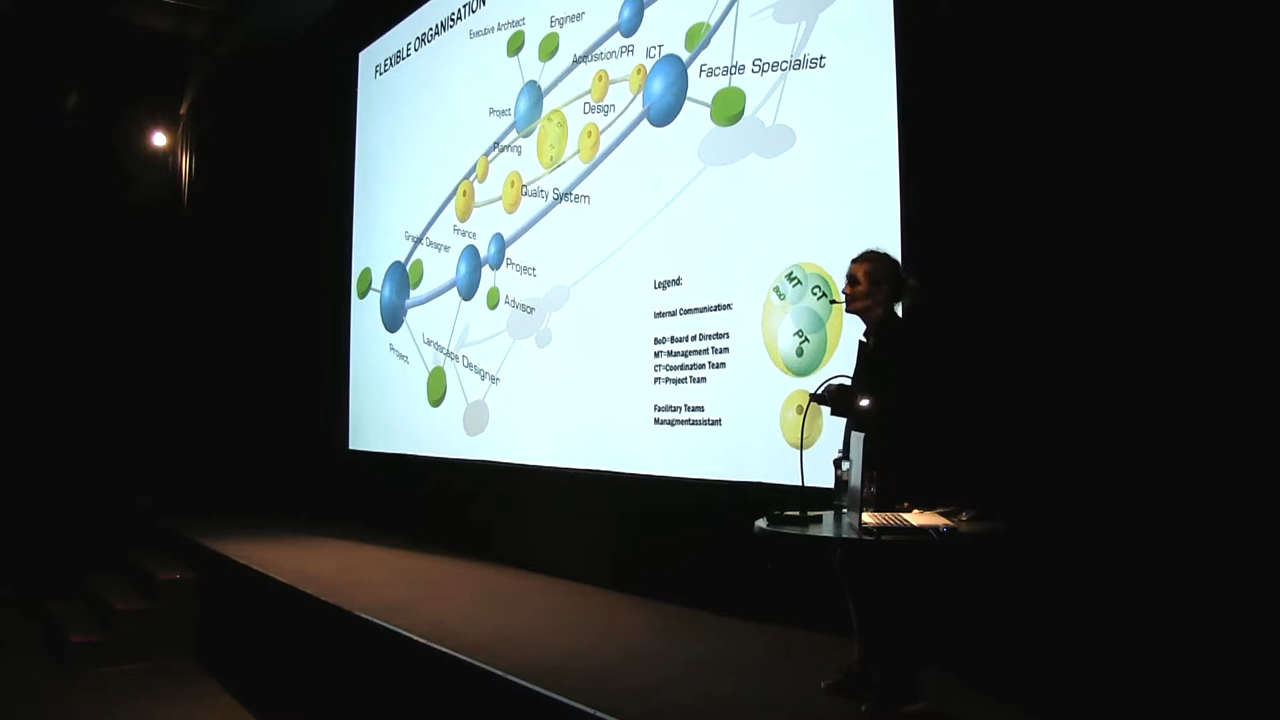 FLEXIBLE ORGANISATION
Executive Architect
Engineer
Acquisition/PR
ICT
Facade Specialist
Project
Design
Planning
Quality System
Finance
Graphic Designer
Project
Advisor
Project
Landscape Designer
Legend:
Internal Communication:
BoD=Board of Directors
MT=Management Team
CT=Coordination Team
PT=Project Team
Facilitary Teams
Managmentassistant
MT
BoD
CT
PT